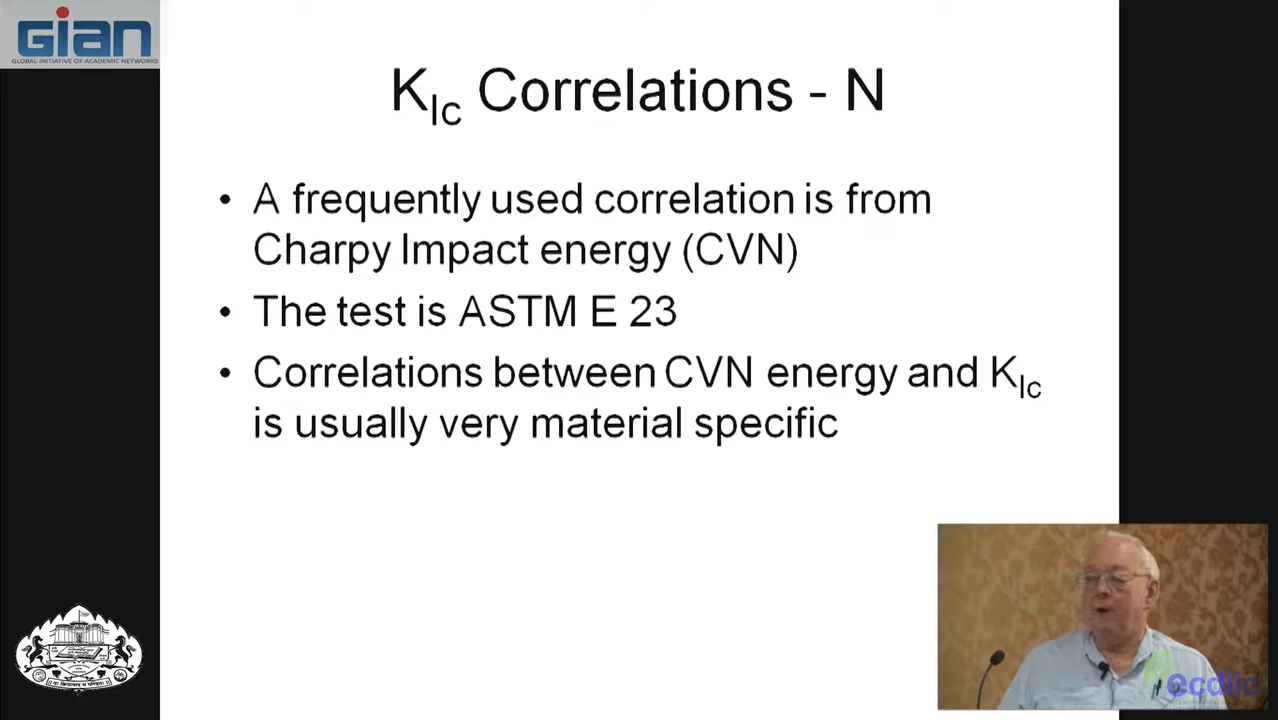 GIAN
GLOBAL INITIATIVE OF ACADEMIC NETWORKS
KIc Correlations - N
• A frequently used correlation is from
Charpy Impact energy (CVN)
• The test is ASTM E 23
• Correlations between CVN energy and KIc
is usually very material specific